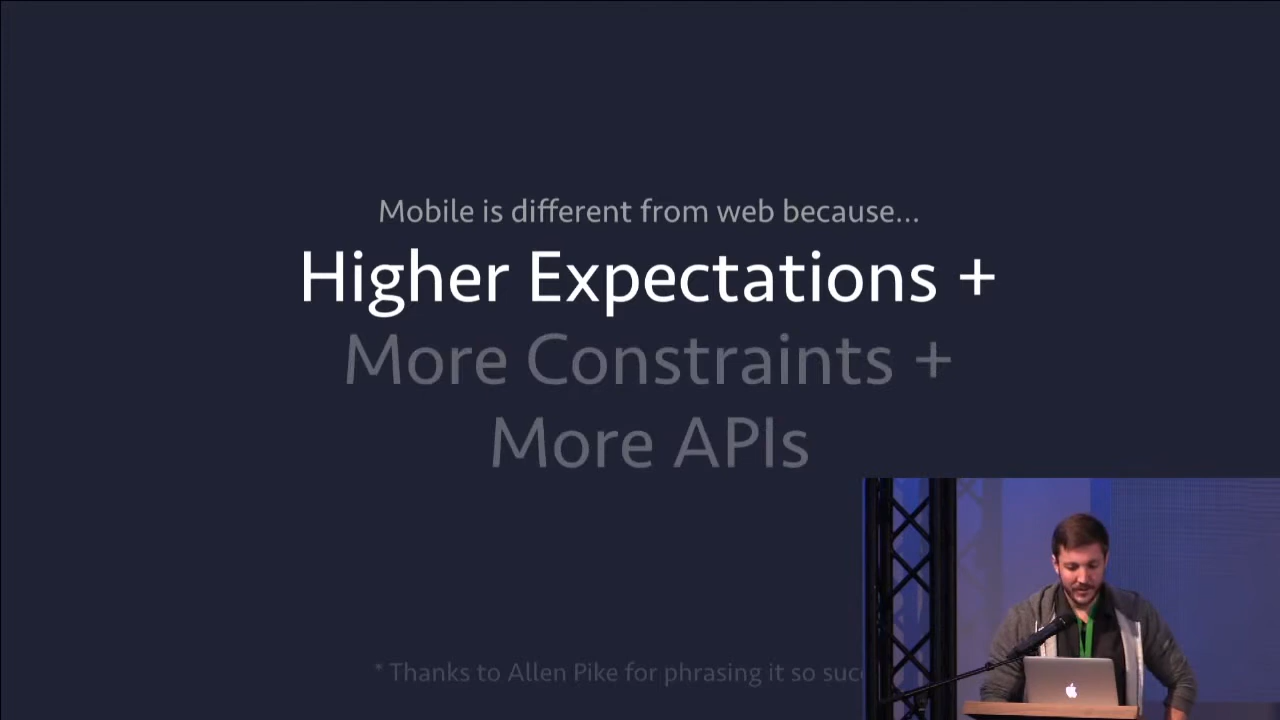 Mobile is different from web because...
Higher Expectations +
More Constraints +
More APIs
* Thanks to Allen Pike for phrasing it so